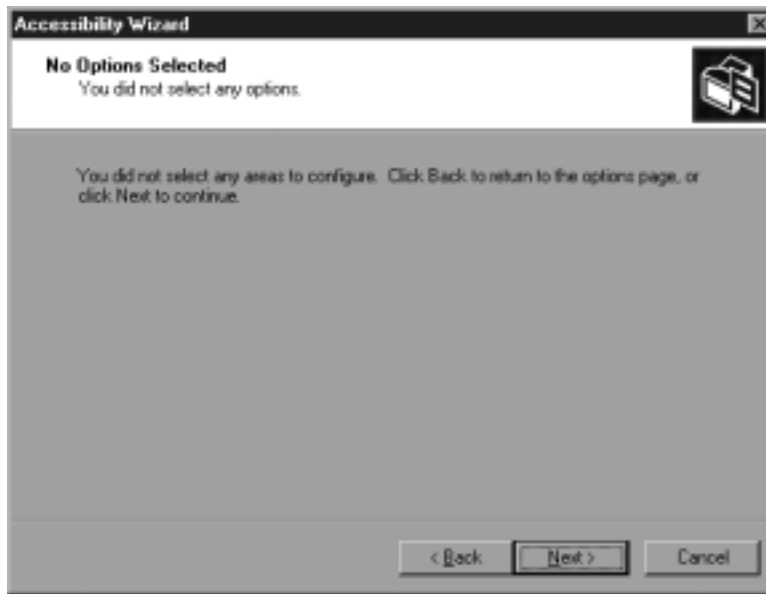 Accessibility Wizard
No Options Selected
You did not select any options.
You did not select any areas to configure. Click Back to return to the options page, or
click Next to continue.
< Back
Next >
Cancel